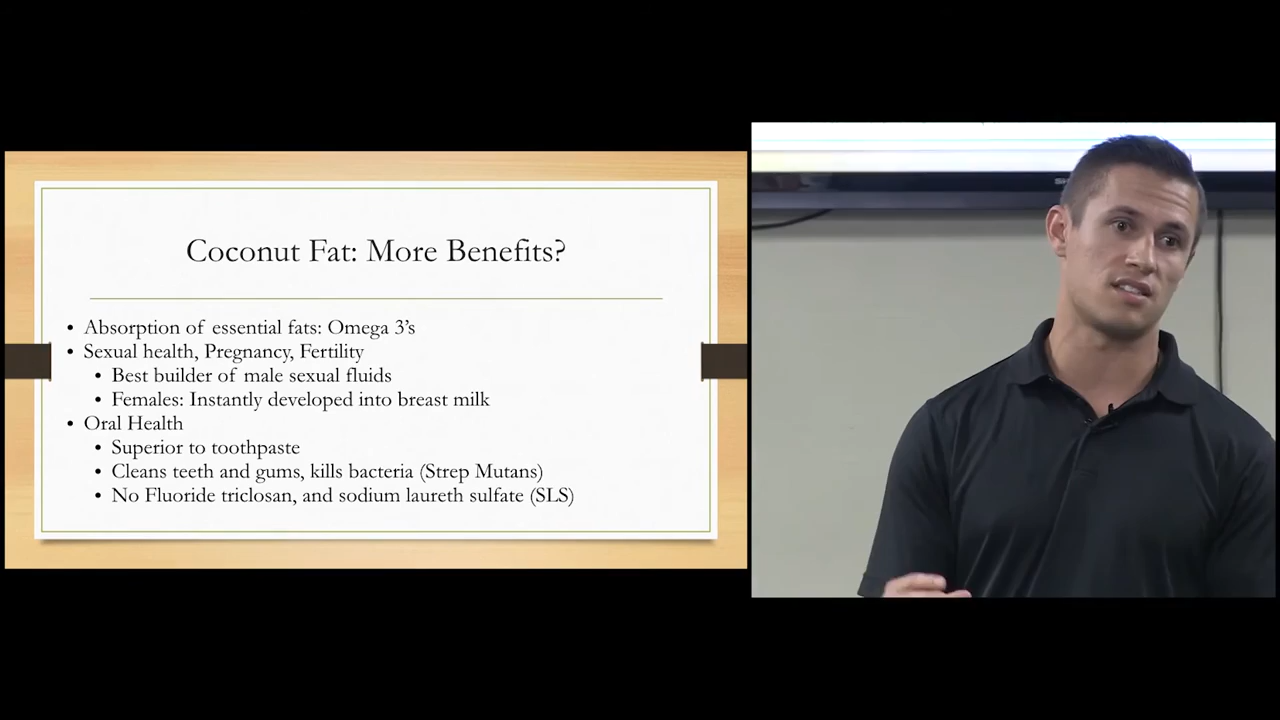 Coconut Fat: More Benefits?
• Absorption of essential fats: Omega 3's
• Sexual health, Pregnancy, Fertility
• Best builder of male sexual fluids
• Females: Instantly developed into breast milk
• Oral Health
• Superior to toothpaste
• Cleans teeth and gums, kills bacteria (Strep Mutans)
• No Fluoride triclosan, and sodium laureth sulfate (SLS)